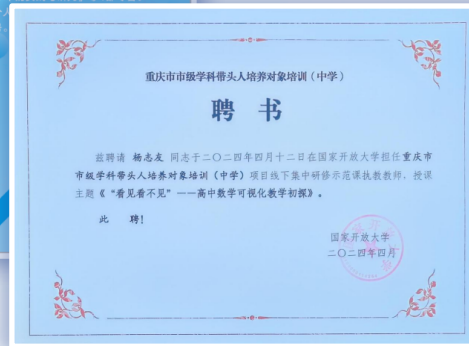 重庆市市级学科带头人培养对象培训（中学）
聘 书
兹聘请 杨志友 同志于二〇二四年四月十二日在国家开放大学担任重庆市
市级学科带头人培养对象培训（中学）项目线下集中研修示范课执教教师。授课
主题《“看见看不见”——高中数学可视化教学初探》。
此 聘！
国家开放大学
二〇二四年四月